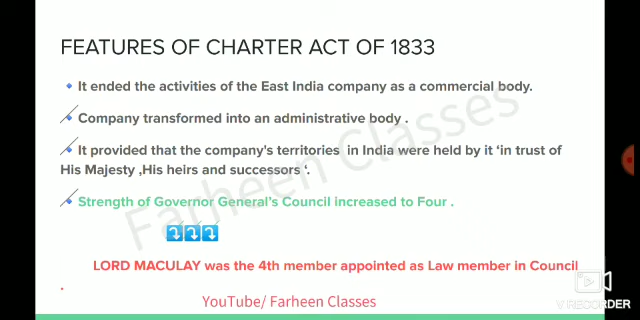 FEATURES OF CHARTER ACT OF 1833
It ended the activities of the East India company as a commercial body.
Company transformed into an administrative body .
It provided that the company's territories in India were held by it ‘in trust of
His Majesty ,His heirs and successors ‘.
Strength of Governor General's Council increased to Four .
LORD MACULAY was the 4th member appointed as Law member in Council
.
YouTube/ Farheen Classes
Farheen Classes
V RECORDER